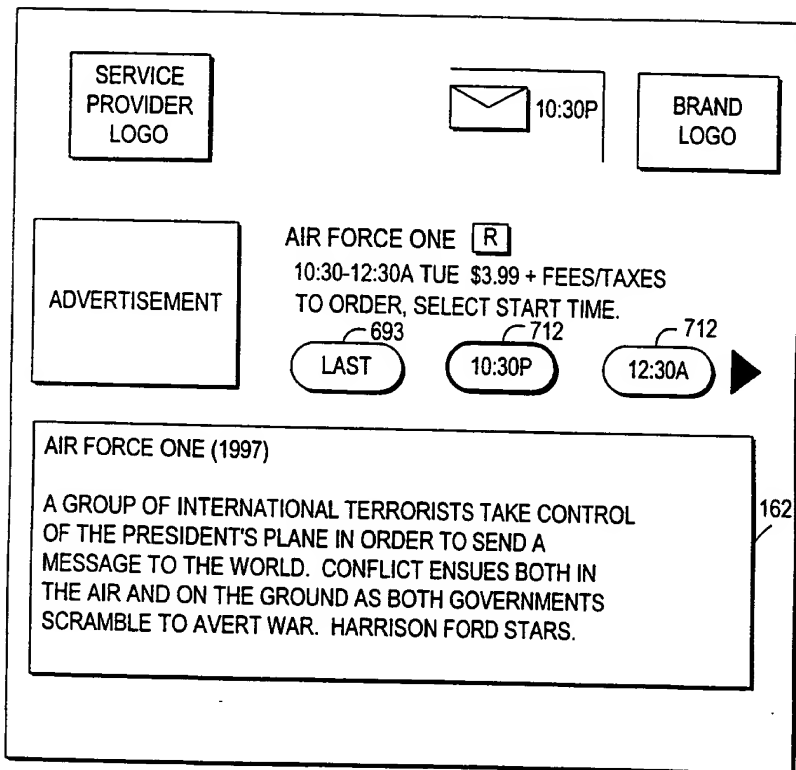 SERVICE
PROVIDER
LOGO
10:30P
BRAND
LOGO
ADVERTISEMENT
AIR FORCE ONE R
10:30-12:30A TUE $3.99 + FEES/TAXES
TO ORDER, SELECT START TIME.
693 712 712
LAST 10:30P 12:30A
AIR FORCE ONE (1997)
A GROUP OF INTERNATIONAL TERRORISTS TAKE CONTROL
OF THE PRESIDENT'S PLANE IN ORDER TO SEND A
MESSAGE TO THE WORLD. CONFLICT ENSUES BOTH IN
THE AIR AND ON THE GROUND AS BOTH GOVERNMENTS
SCRAMBLE TO AVERT WAR. HARRISON FORD STARS.
162